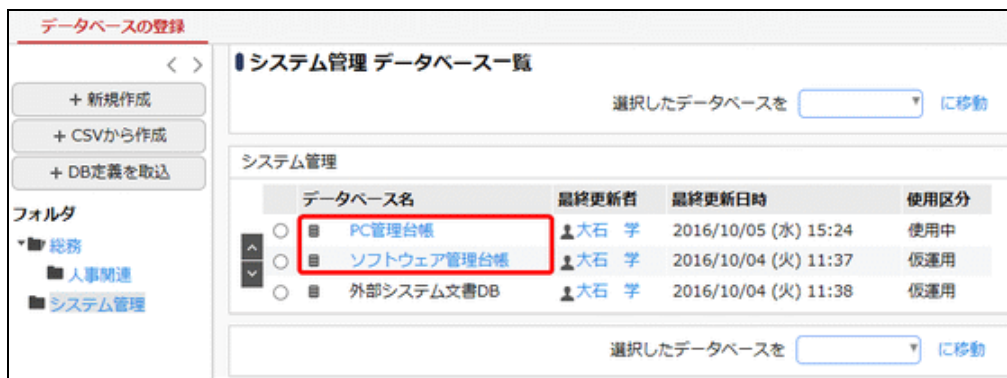 データベースの登録
< >
+ 新規作成
+ CSVから作成
+ DB定義を取込
フォルダ
総務
人事関連
システム管理
システム管理 データベース一覧
選択したデータベースを に移動
システム管理
データベース名 最終更新者 最終更新日時 使用区分
PC管理台帳 大石 学 2016/10/05 (水) 15:24 使用中
ソフトウェア管理台帳 大石 学 2016/10/04 (火) 11:37 仮運用
外部システム文書DB 大石 学 2016/10/04 (火) 11:38 仮運用
選択したデータベースを に移動